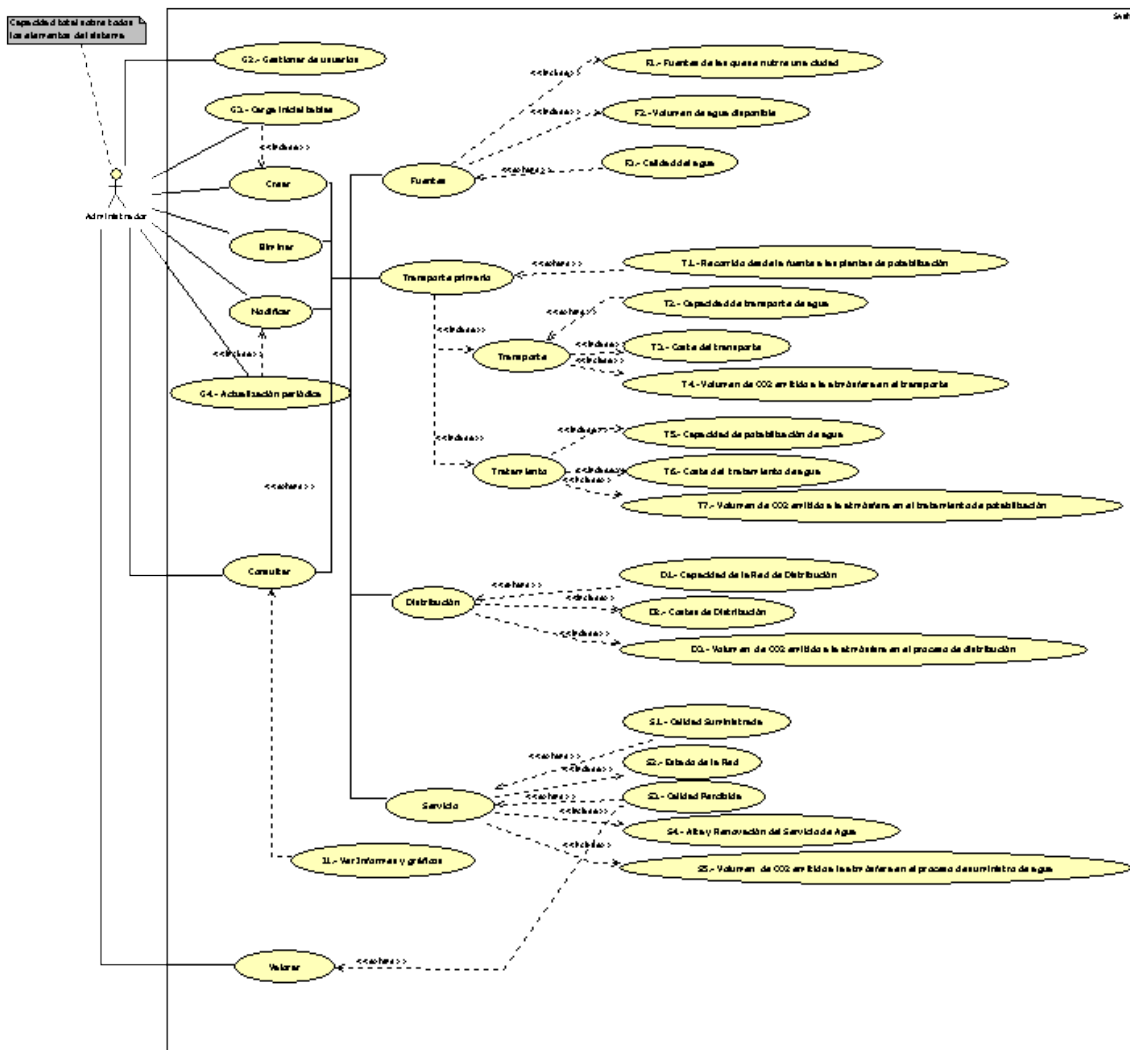 Capacidad total sobre todos
los elementos del sistema
G2.- Gestionar de usuarios
G3.- Carga inicial tablas
<<include>>
Crear
Eliminar
Modificar
<<include>>
G4.- Actualización periódica
Administrador
<<extend>>
Consultar
I1.- Ver Informes y gráficos
Valorar
<<extend>>
Fuentes
<<include>>
F1.- Fuentes de las que se nutre una ciudad
<<include>>
F2.- Volumen de agua disponible
<<extend>>
F3.- Calidad del agua
Transporte primario
<<extend>>
T1.- Recorrido desde la fuente a las plantas de potabilización
<<include>>
Transporte
<<extend>>
T2.- Capacidad de transporte de agua
<<include>>
T3.- Coste del transporte
<<include>>
T4.- Volumen de CO2 emitido a la atmósfera en el transporte
<<include>>
Tratamiento
<<include>>
T5.- Capacidad de potabilización de agua
<<include>>
T6.- Coste del tratamiento de agua
<<include>>
T7.- Volumen de CO2 emitido a la atmósfera en el tratamiento de potabilización
Distribución
<<extend>>
D1.- Capacidad de la Red de Distribución
<<include>>
D2.- Costes de Distribución
<<include>>
D3.- Volumen de CO2 emitido a la atmósfera en el proceso de distribución
Servicio
<<extend>>
S1.- Calidad Suministrada
<<include>>
S2.- Estado de la Red
<<extend>>
S3.- Calidad Percibida
<<include>>
S4.- Alta y Renovación del Servicio de Agua
<<include>>
S5.- Volumen de CO2 emitido a la atmósfera en el proceso de suministro de agua